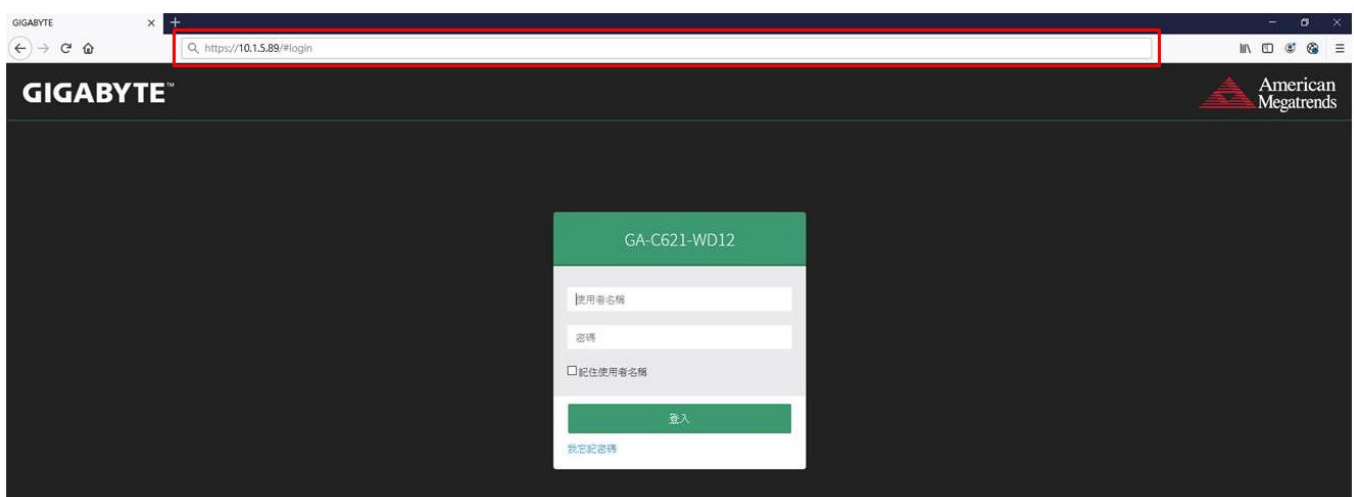 GIGABYTE
https://10.1.5.89/#login
GIGABYTE™
American
Megatrends
GA-C621-WD12
使用者名稱
密碼
記住使用者名稱
登入
我忘記密碼